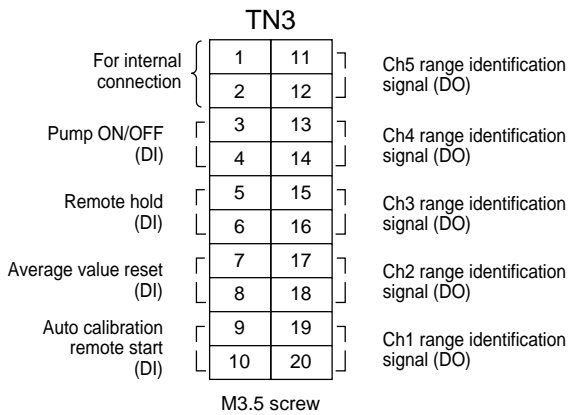 TN3
For internal
connection
1 11
2 12
Ch5 range identification
signal (DO)
Pump ON/OFF
(DI)
3 13
4 14
Ch4 range identification
signal (DO)
Remote hold
(DI)
5 15
6 16
Ch3 range identification
signal (DO)
Average value reset
(DI)
7 17
8 18
Ch2 range identification
signal (DO)
Auto calibration
remote start
(DI)
9 19
10 20
Ch1 range identification
signal (DO)
M3.5 screw